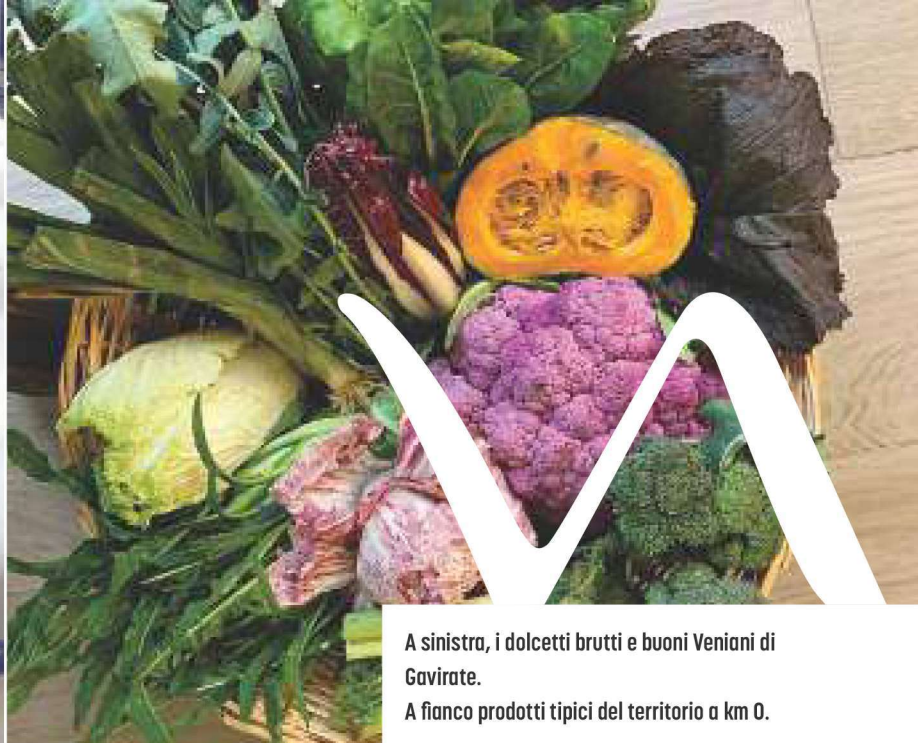 A sinistra, i dolcetti brutti e buoni Veniani di
Gavirate.
A fianco prodotti tipici del territorio a km 0.